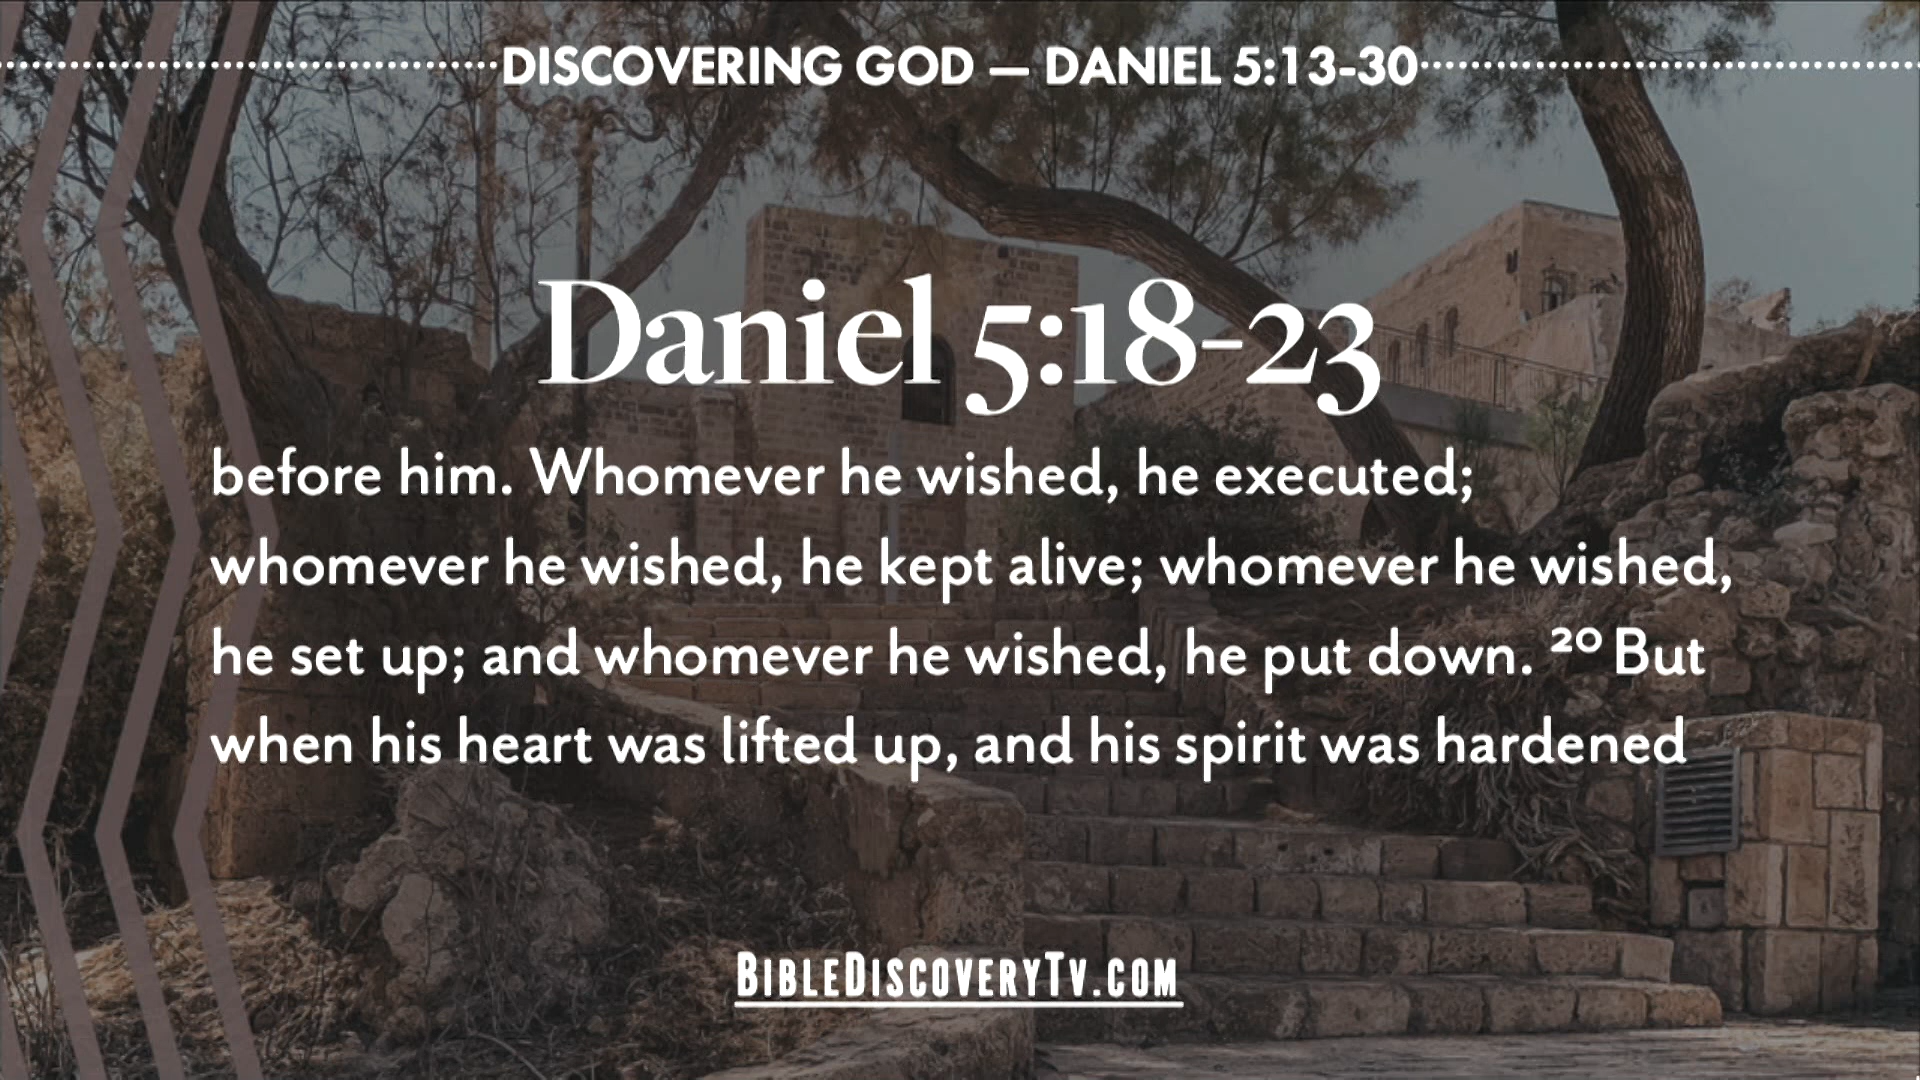 DISCOVERING GOD — DANIEL 5:13-30
Daniel 5:18-23
before him. Whomever he wished, he executed;
whomever he wished, he kept alive; whomever he wished,
he set up; and whomever he wished, he put down. ²⁰ But
when his heart was lifted up, and his spirit was hardened
BIBLEDISCOVERYTV.COM